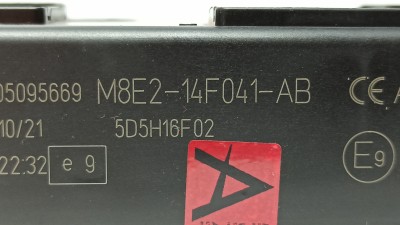 05095669 M8E2-14F041-AB CE A
10/21 5D5H16F02
22:32 e 9 E9
A